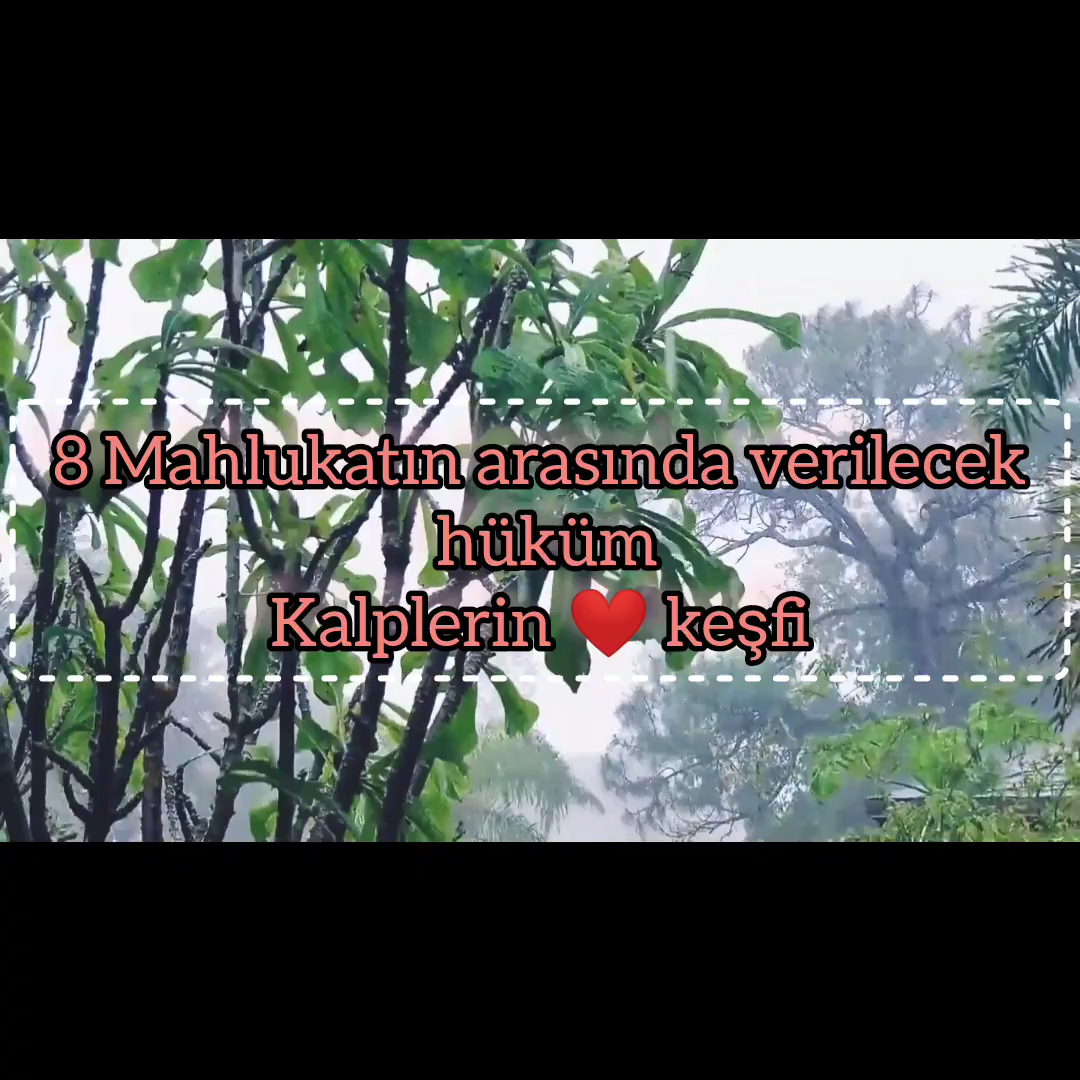 8 Mahlukatın arasında verilecek
hüküm
Kalplerin ❤️ keşfi